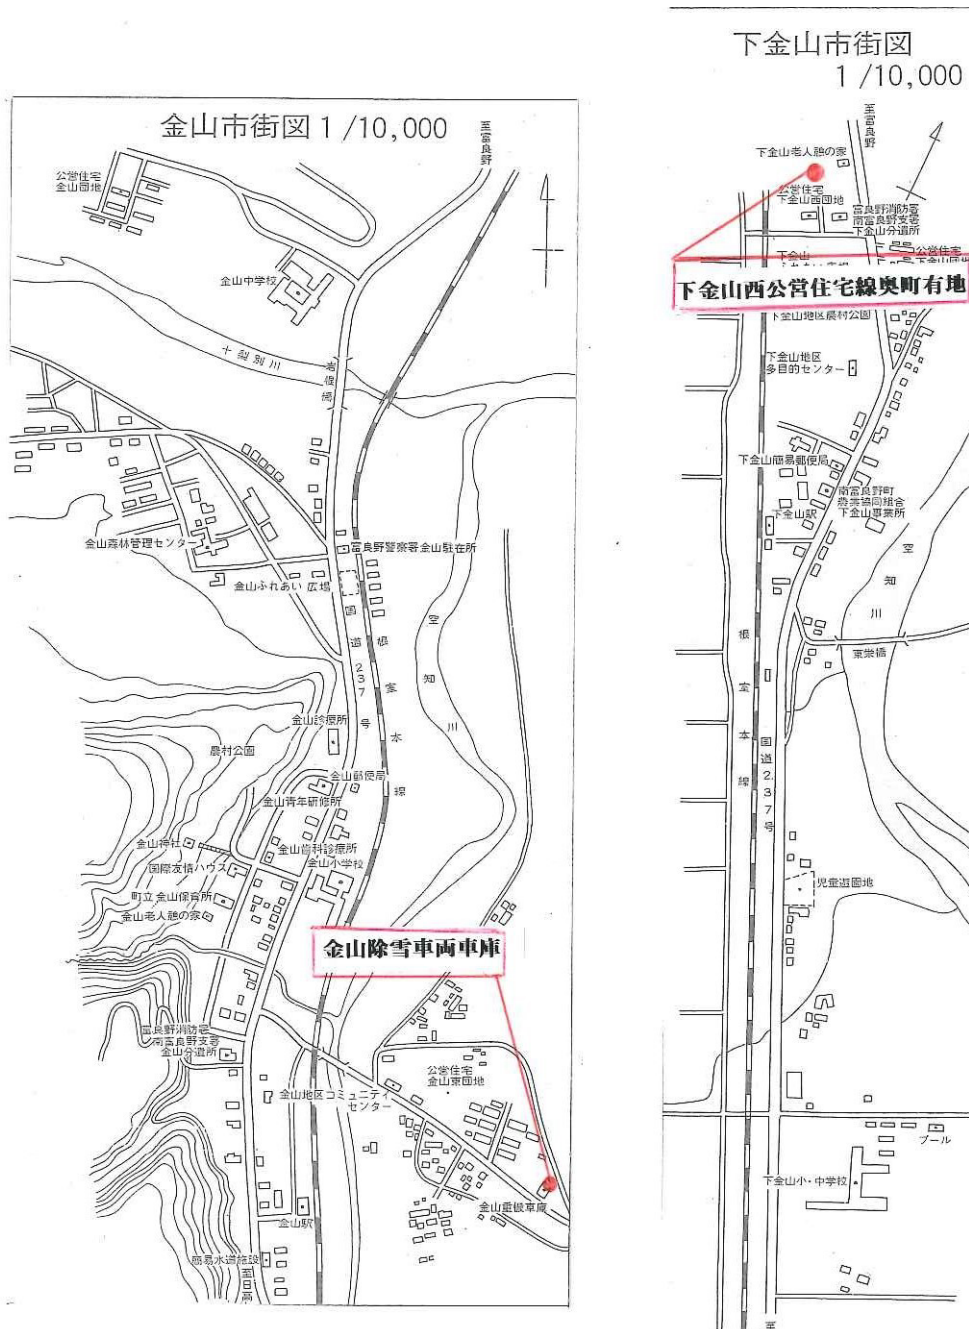 金山市街図 1/10,000
至富良野
公営住宅
金山団地
金山中学校
十梨別川
富良野警察署金山駐在所
金山森林管理センター
金山ふれあい広場
国道237号
根室本線
空知川
金山診療所
農村公園
金山郵便局
金山青年研修所
金山神社
金山歯科診療所
金山小学校
国際友情ハウス
町立金山保育所
金山老人憩の家
金山除雪車両車庫
富良野消防署
南富良野支署
金山分遣所
公営住宅
金山東団地
金山地区コミュニティ
センター
金山重機車庫
金山駅
簡易水道施設
至日高
下金山市街図
1/10,000
至富良野
下金山老人憩の家
公営住宅
下金山西団地
富良野消防署
南富良野支署
下金山分遣所
公営住宅
下金山西公営住宅線奥町有地
下金山地区農村公園
下金山地区
多目的センター
下金山簡易郵便局
南富良野町
農業協同組合
下金山事業所
下金山駅
空知川
東栄橋
根室本線
国道237号
児童遊園地
プール
下金山小・中学校
至